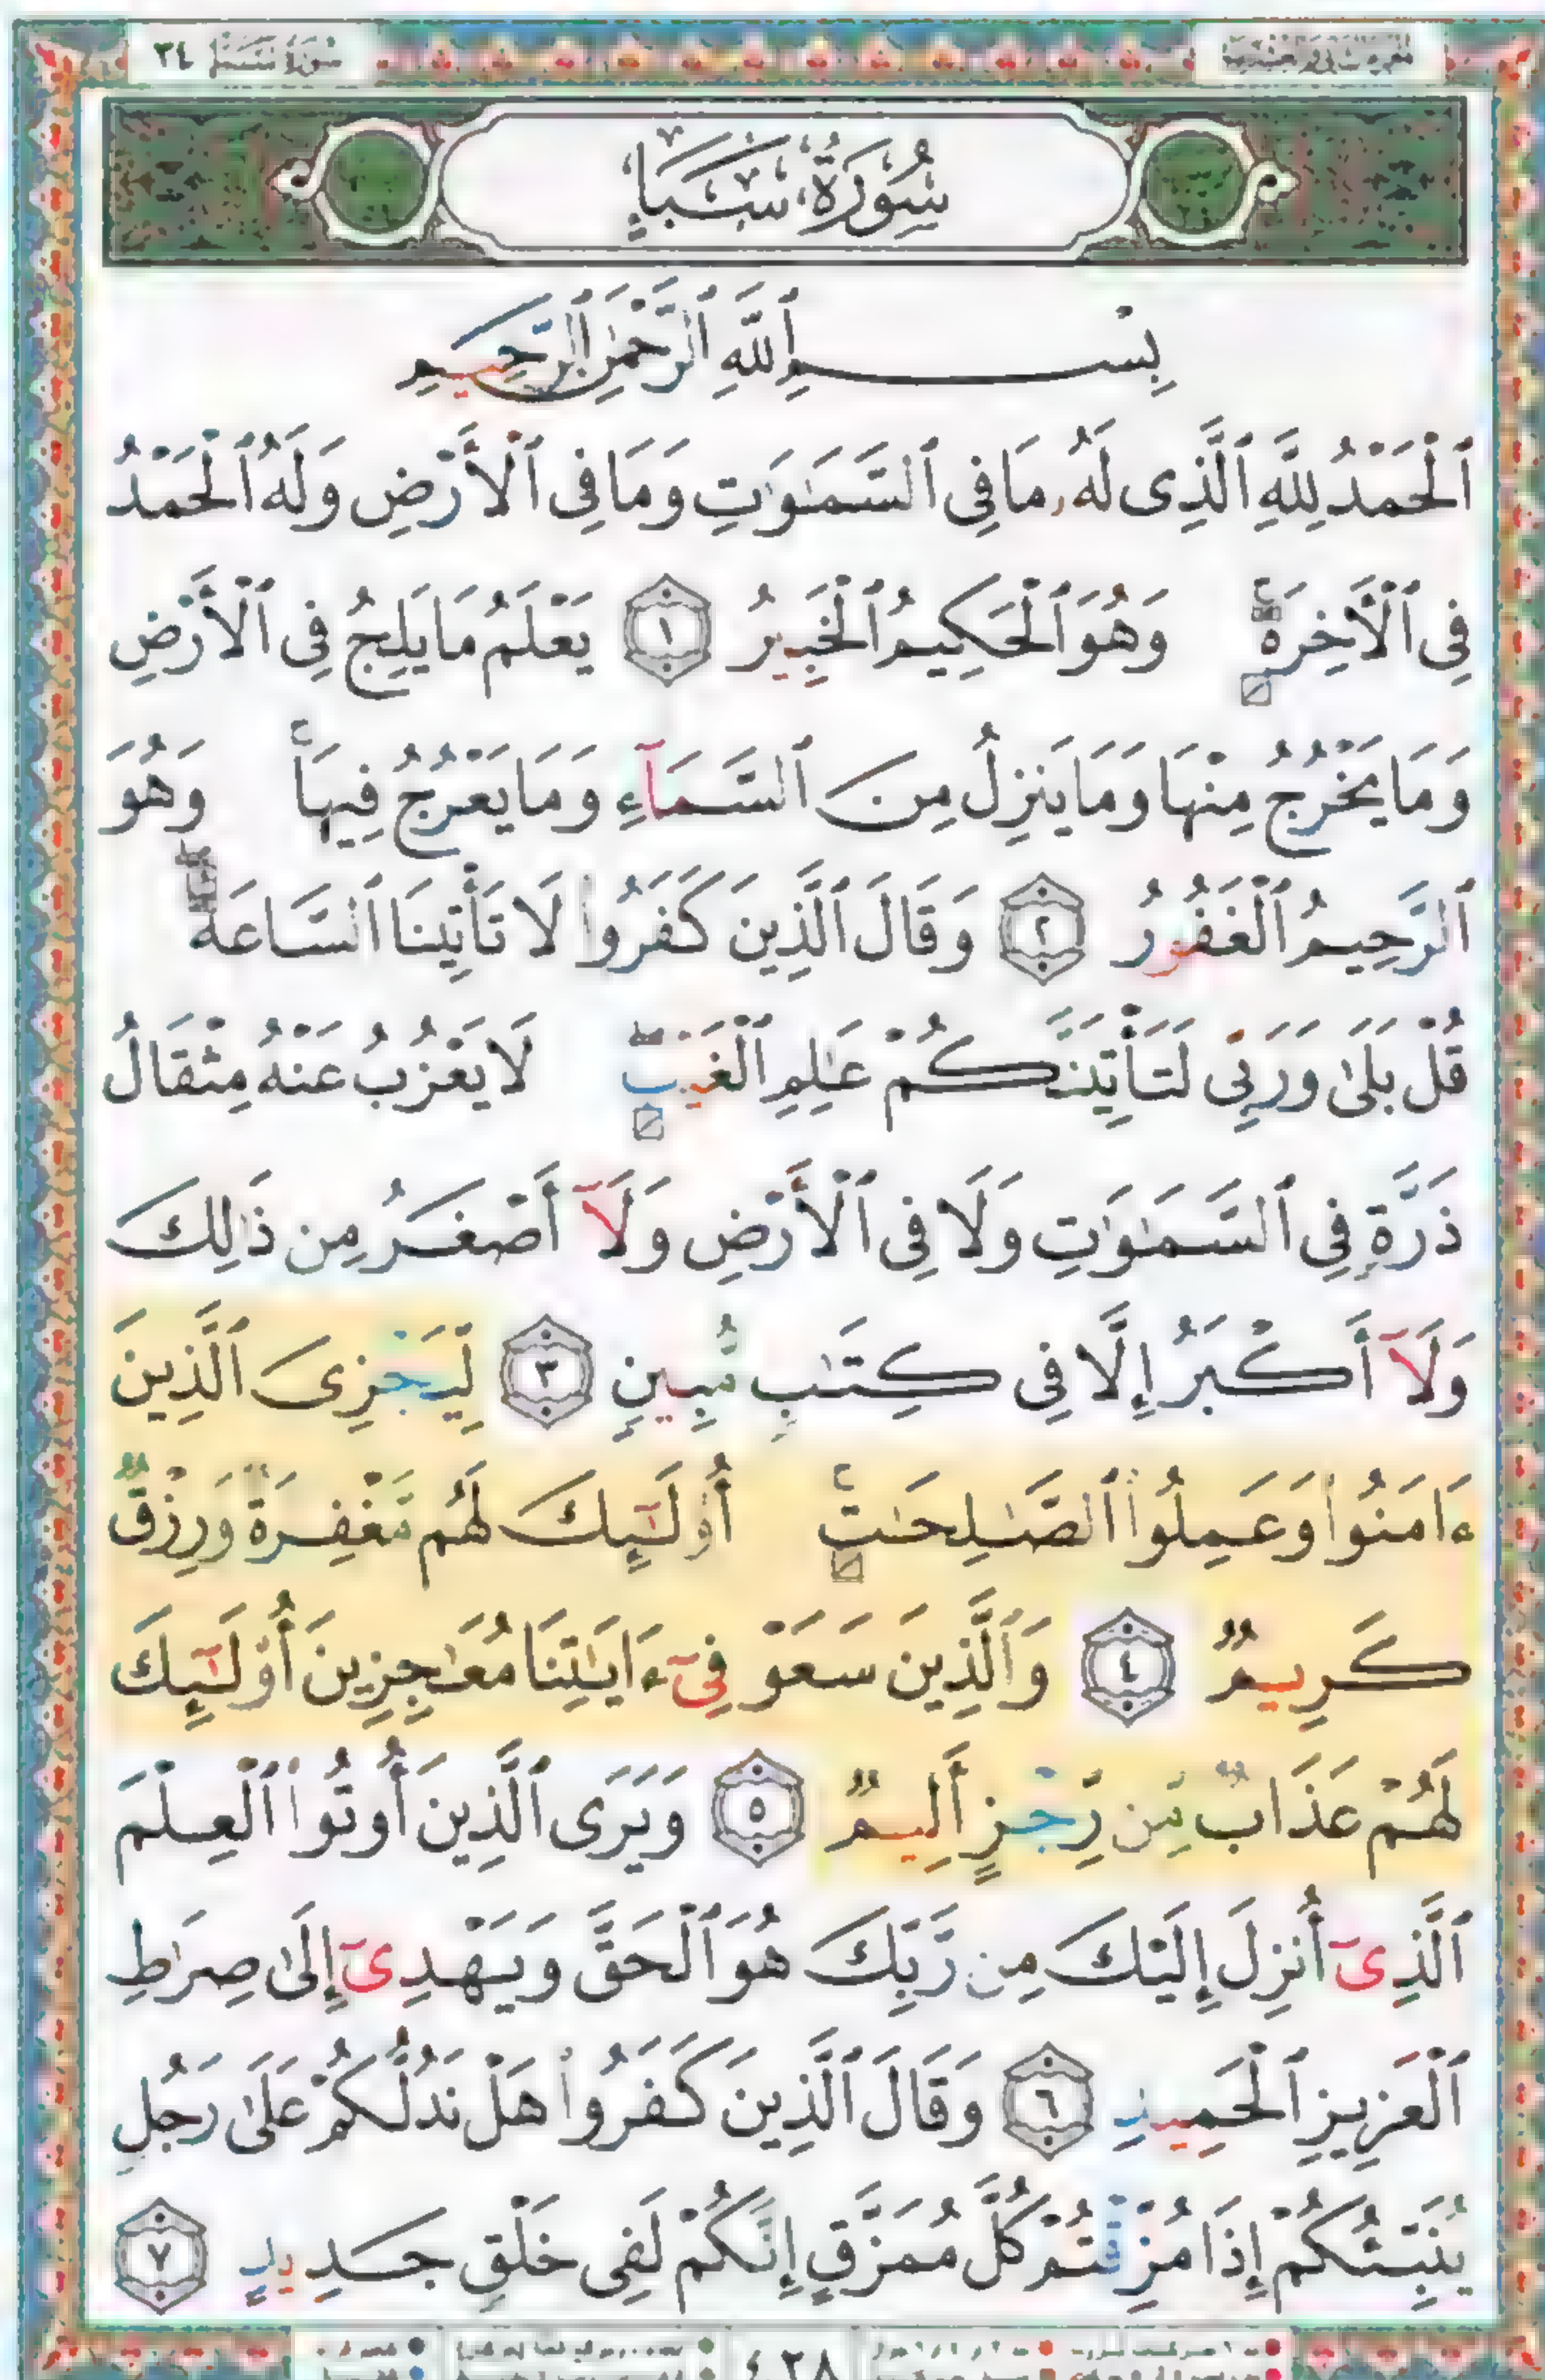 سُورَةُ سَبَإٍ ٣٤
سُورَةُ سَبَإٍ
بِسْمِ ٱللَّهِ ٱلرَّحْمَٰنِ ٱلرَّحِيمِ
ٱلْحَمْدُ لِلَّهِ ٱلَّذِى لَهُۥ مَا فِى ٱلسَّمَٰوَٰتِ وَمَا فِى ٱلْأَرْضِ وَلَهُ ٱلْحَمْدُ
فِى ٱلْأَخِرَةِ ۚ وَهُوَ ٱلْحَكِيمُ ٱلْخَبِيرُ ١ يَعْلَمُ مَا يَلِجُ فِى ٱلْأَرْضِ
وَمَا يَخْرُجُ مِنْهَا وَمَا يَنزِلُ مِنَ ٱلسَّمَآءِ وَمَا يَعْرُجُ فِيهَا ۚ وَهُوَ
ٱلرَّحِيمُ ٱلْغَفُورُ ٢ وَقَالَ ٱلَّذِينَ كَفَرُوا۟ لَا تَأْتِينَا ٱلسَّاعَةُ ۖ
قُلْ بَلَىٰ وَرَبِّى لَتَأْتِيَنَّكُمْ عَٰلِمِ ٱلْغَيْبِ ۖ لَا يَعْزُبُ عَنْهُ مِثْقَالُ
ذَرَّةٍ فِى ٱلسَّمَٰوَٰتِ وَلَا فِى ٱلْأَرْضِ وَلَآ أَصْغَرُ مِن ذَٰلِكَ
وَلَآ أَكْبَرُ إِلَّا فِى كِتَٰبٍ مُّبِينٍ ٣ لِّيَجْزِىَ ٱلَّذِينَ
ءَامَنُوا۟ وَعَمِلُوا۟ ٱلصَّٰلِحَٰتِ ۚ أُو۟لَٰٓئِكَ لَهُم مَّغْفِرَةٌ وَرِزْقٌ
كَرِيمٌ ٤ وَٱلَّذِينَ سَعَوْ فِىٓ ءَايَٰتِنَا مُعَٰجِزِينَ أُو۟لَٰٓئِكَ
لَهُمْ عَذَابٌ مِّن رِّجْزٍ أَلِيمٌ ٥ وَيَرَى ٱلَّذِينَ أُوتُوا۟ ٱلْعِلْمَ
ٱلَّذِىٓ أُنزِلَ إِلَيْكَ مِن رَّبِّكَ هُوَ ٱلْحَقَّ وَيَهْدِىٓ إِلَىٰ صِرَٰطِ
ٱلْعَزِيزِ ٱلْحَمِيدِ ٦ وَقَالَ ٱلَّذِينَ كَفَرُوا۟ هَلْ نَدُلُّكُمْ عَلَىٰ رَجُلٍ
يُنَبِّئُكُمْ إِذَا مُزِّقْتُمْ كُلَّ مُمَزَّقٍ إِنَّكُمْ لَفِى خَلْقٍ جَدِيدٍ ٧
٤٢٨